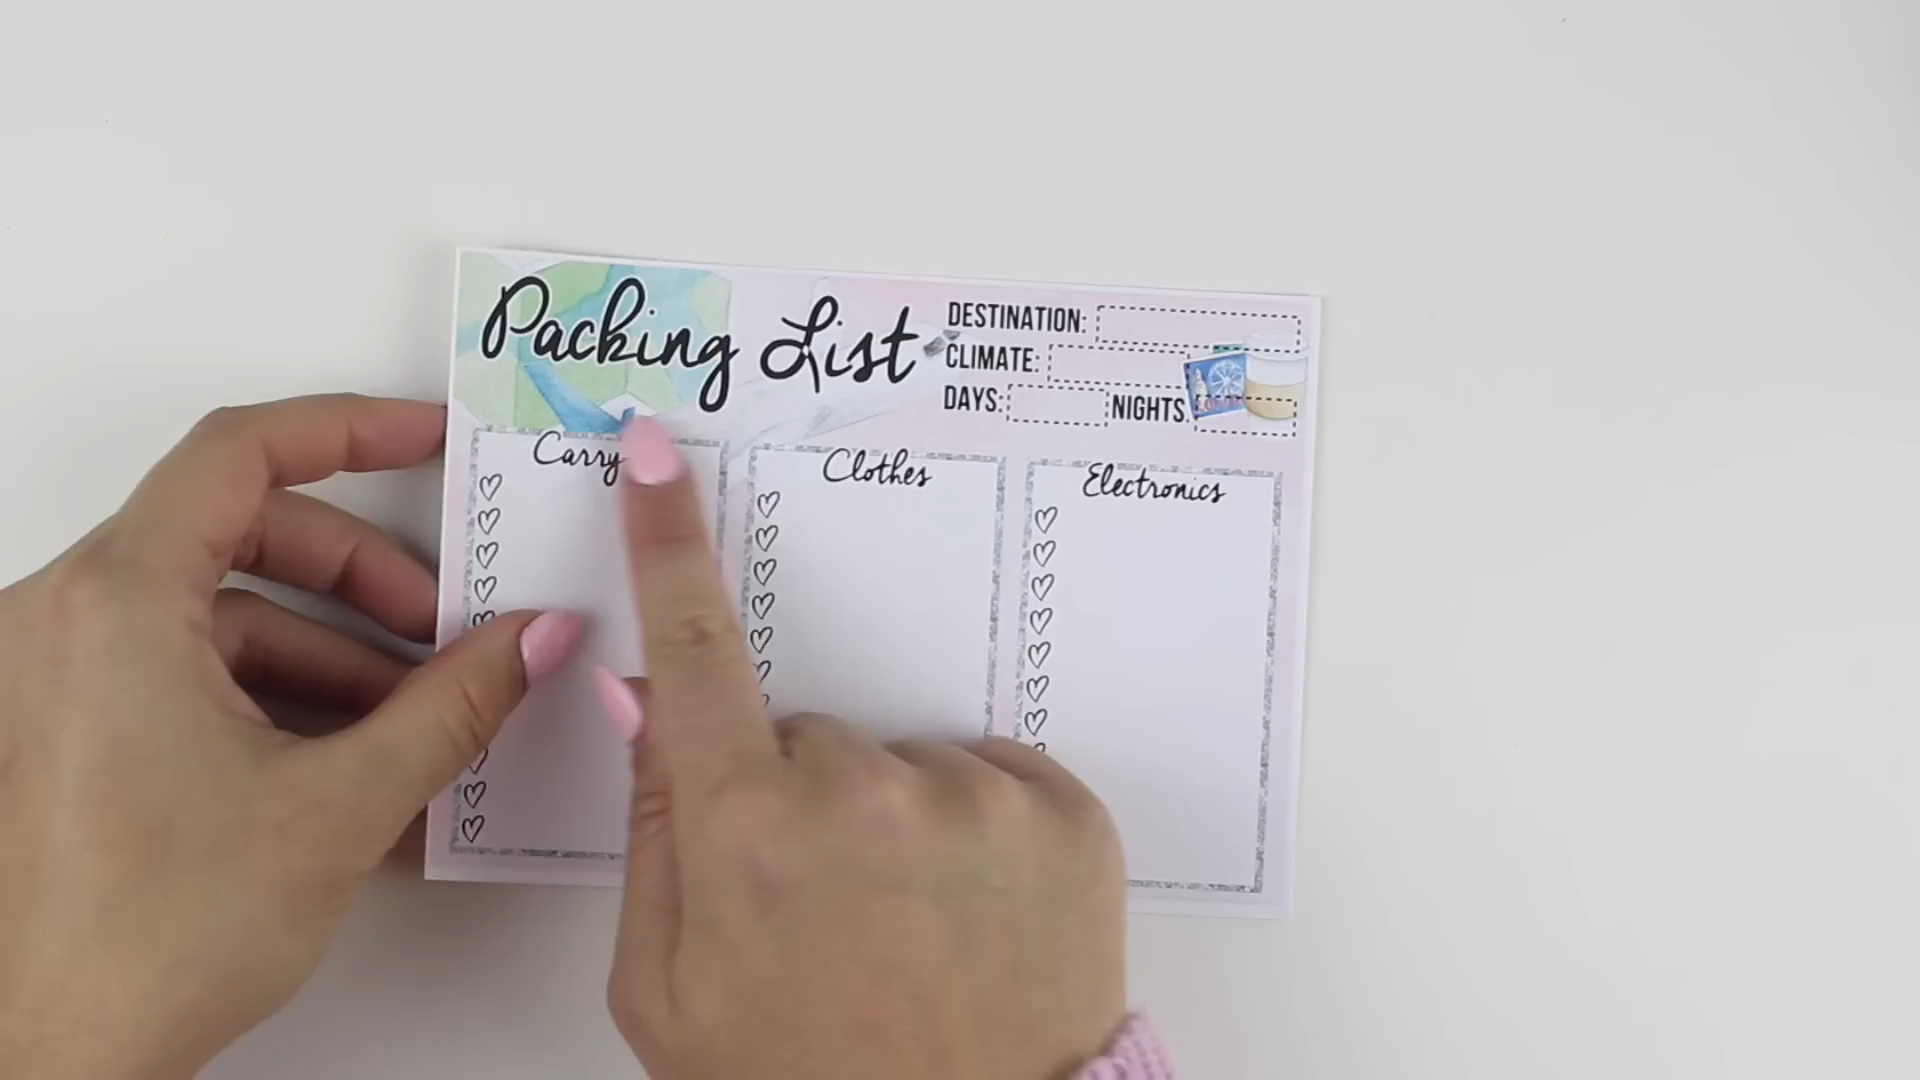 Packing List
DESTINATION:
CLIMATE:
DAYS: NIGHTS:
Carry Clothes Electronics